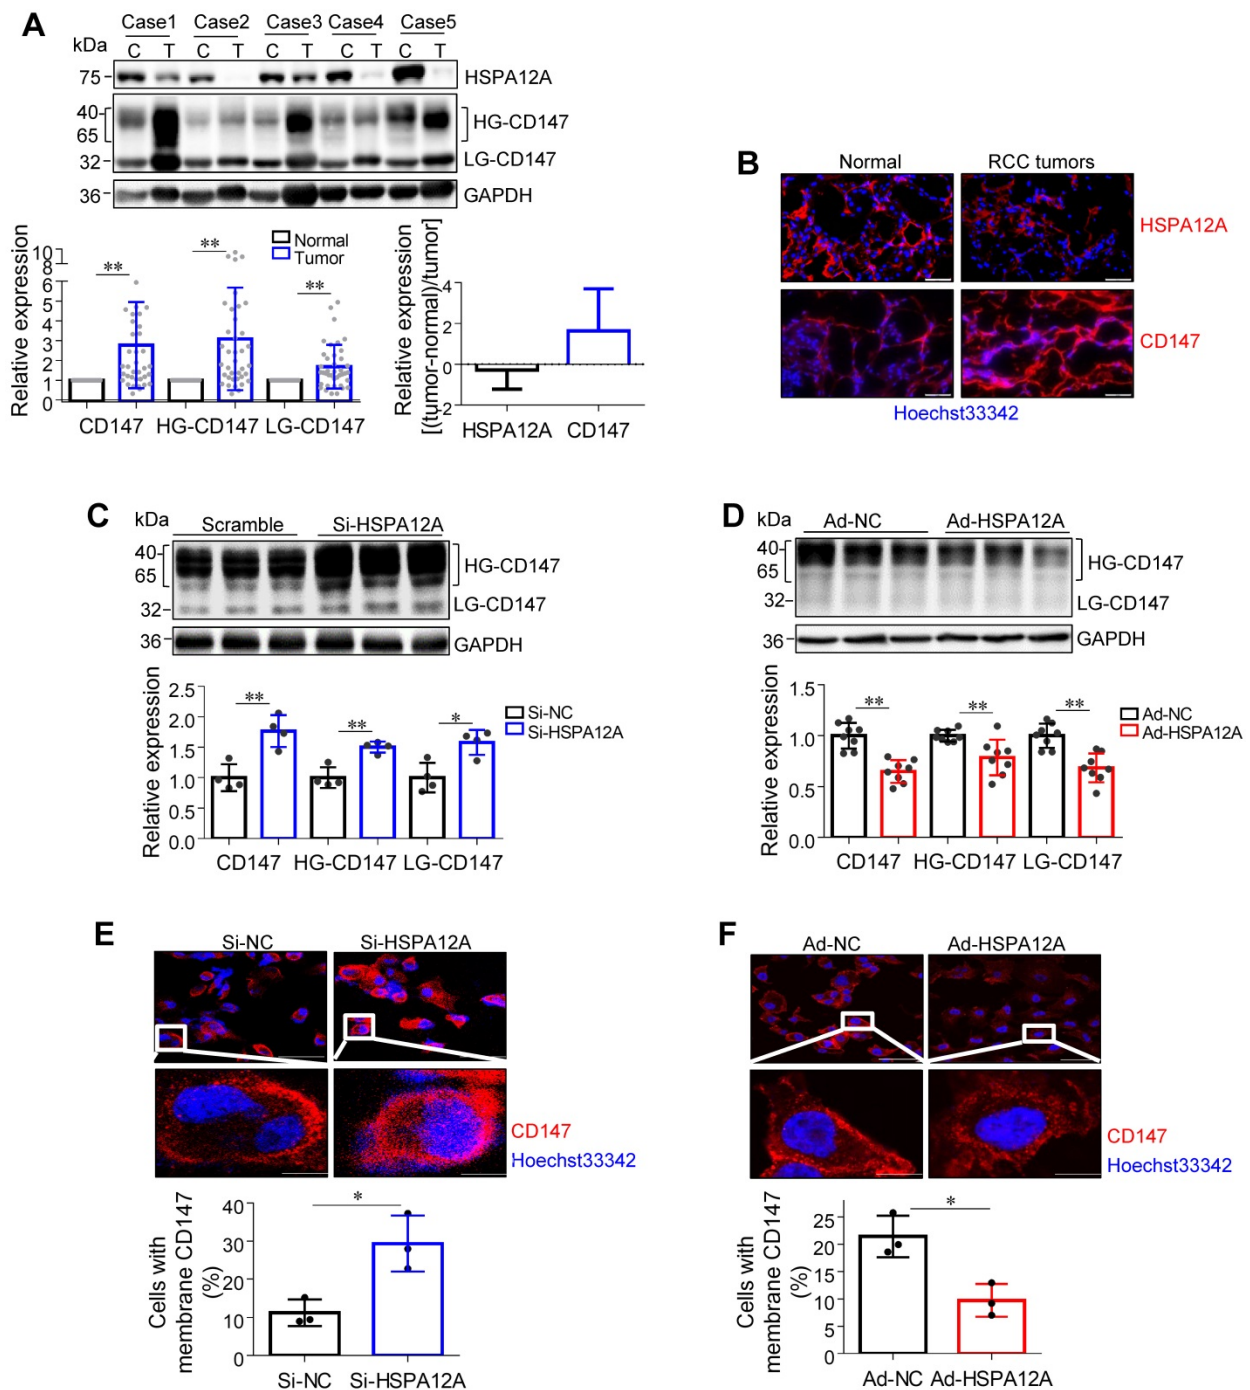 A
Case1 Case2 Case3 Case4 Case5
kDa C T C T C T C T C T
75 HSPA12A
40
65 HG-CD147
32 LG-CD147
36 GAPDH
Relative expression
10
8
6
5
4
3
2
1
0
** ** **
Normal
Tumor
CD147 HG-CD147 LG-CD147
Relative expression
[(tumor-normal)/tumor]
4
2
0
-2
HSPA12A CD147
B
Normal RCC tumors
HSPA12A
CD147
Hoechst33342
C
kDa Scramble Si-HSPA12A
40
65 HG-CD147
32 LG-CD147
36 GAPDH
Relative expression
2.5
2.0
1.5
1.0
0.5
0.0
** ** *
Si-NC
Si-HSPA12A
CD147 HG-CD147 LG-CD147
D
kDa Ad-NC Ad-HSPA12A
40
65 HG-CD147
32 LG-CD147
36 GAPDH
Relative expression
1.5
1.0
0.5
0.0
** ** **
Ad-NC
Ad-HSPA12A
CD147 HG-CD147 LG-CD147
E
Si-NC Si-HSPA12A
CD147
Hoechst33342
Cells with
membrane CD147
(%)
40
30
20
10
0
*
Si-NC Si-HSPA12A
F
Ad-NC Ad-HSPA12A
CD147
Hoechst33342
Cells with
membrane CD147
(%)
25
20
15
10
5
0
*
Ad-NC Ad-HSPA12A